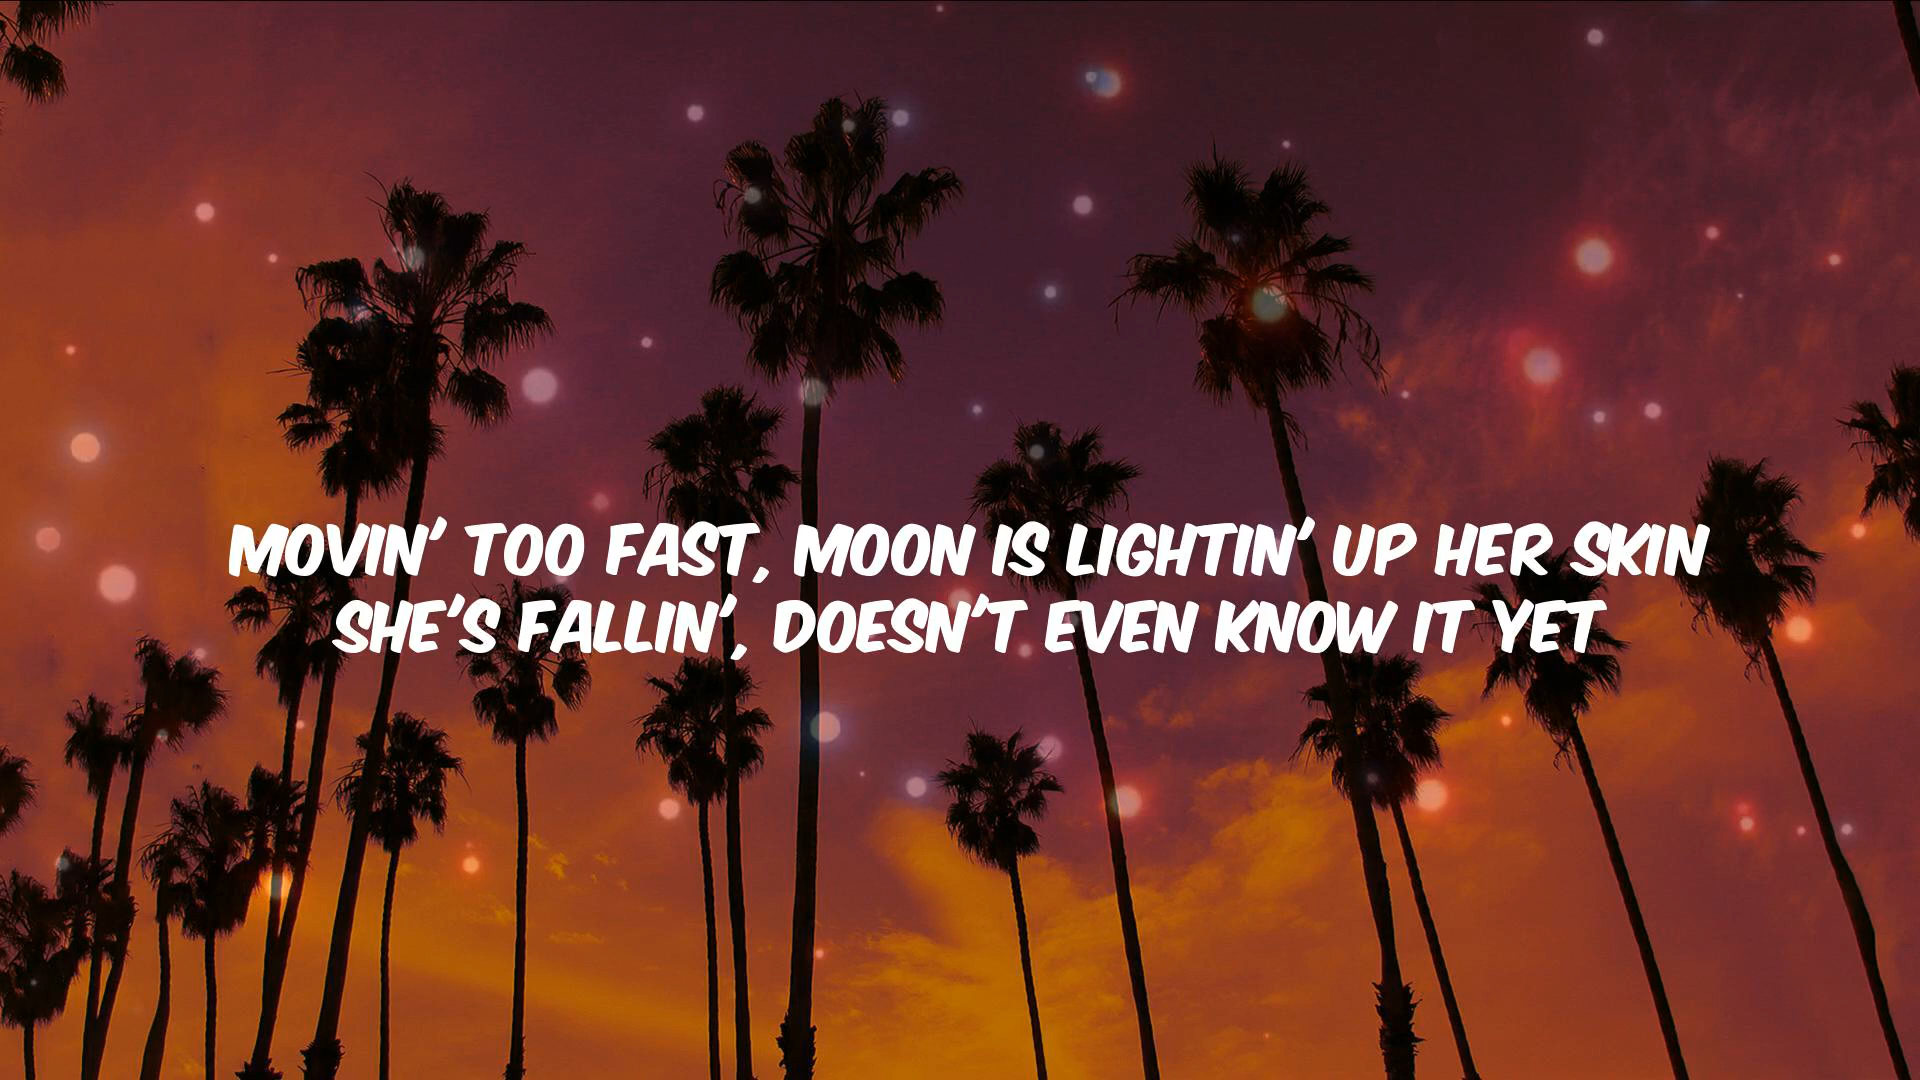 MOVIN' TOO FAST, MOON IS LIGHTIN' UP HER SKIN
SHE'S FALLIN', DOESN'T EVEN KNOW IT YET